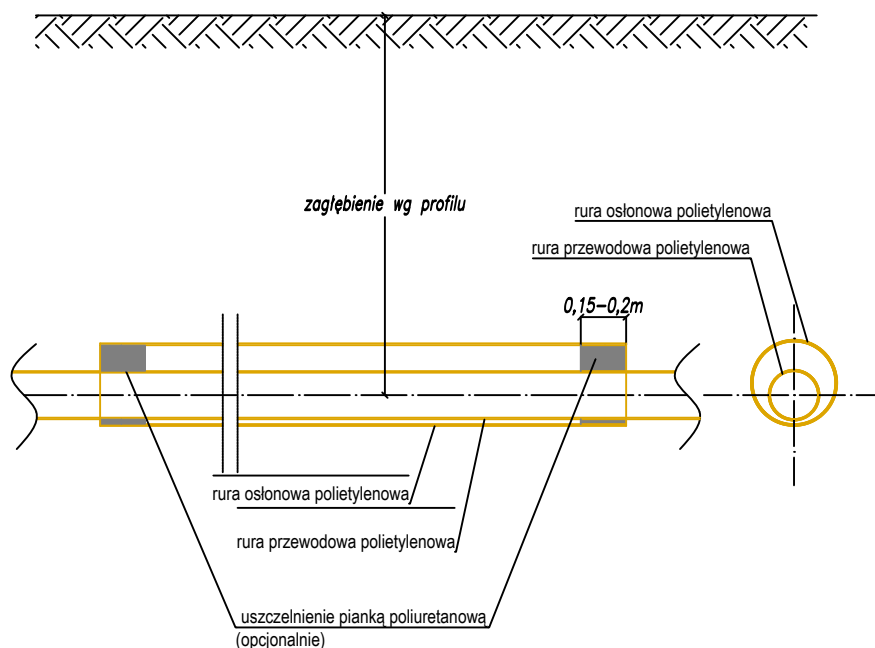 zagłębienie wg profilu
rura osłonowa polietylenowa
rura przewodowa polietylenowa
0,15-0,2m
rura osłonowa polietylenowa
rura przewodowa polietylenowa
uszczelnienie pianką poliuretanową
(opcjonalnie)